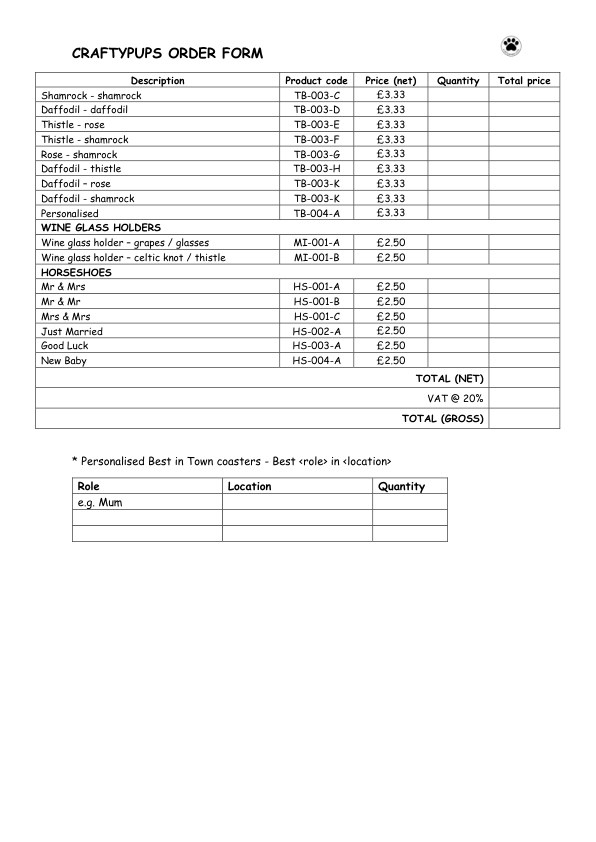 CRAFTYPUPS ORDER FORM
Description Product code Price (net) Quantity Total price
Shamrock - shamrock TB-003-C £3.33
Daffodil - daffodil TB-003-D £3.33
Thistle - rose TB-003-E £3.33
Thistle - shamrock TB-003-F £3.33
Rose - shamrock TB-003-G £3.33
Daffodil - thistle TB-003-H £3.33
Daffodil – rose TB-003-K £3.33
Daffodil - shamrock TB-003-K £3.33
Personalised TB-004-A £3.33
WINE GLASS HOLDERS
Wine glass holder – grapes / glasses MI-001-A £2.50
Wine glass holder – celtic knot / thistle MI-001-B £2.50
HORSESHOES
Mr & Mrs HS-001-A £2.50
Mr & Mr HS-001-B £2.50
Mrs & Mrs HS-001-C £2.50
Just Married HS-002-A £2.50
Good Luck HS-003-A £2.50
New Baby HS-004-A £2.50
TOTAL (NET)
VAT @ 20%
TOTAL (GROSS)
* Personalised Best in Town coasters - Best <role> in <location>
Role Location Quantity
e.g. Mum